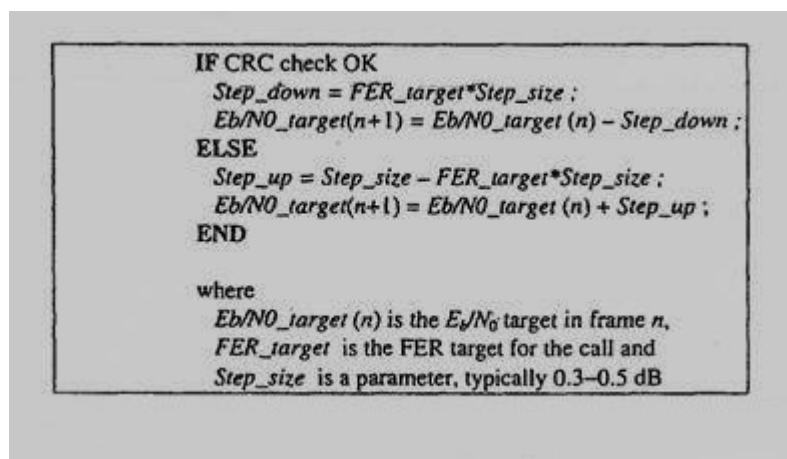 IF CRC check OK
Step_down = FER_target*Step_size ;
Eb/N0_target(n+1) = Eb/N0_target (n) – Step_down ;
ELSE
Step_up = Step_size – FER_target*Step_size ;
Eb/N0_target(n+1) = Eb/N0_target (n) + Step_up ;
END
where
Eb/N0_target (n) is the Eb/N0 target in frame n,
FER_target is the FER target for the call and
Step_size is a parameter, typically 0.3–0.5 dB